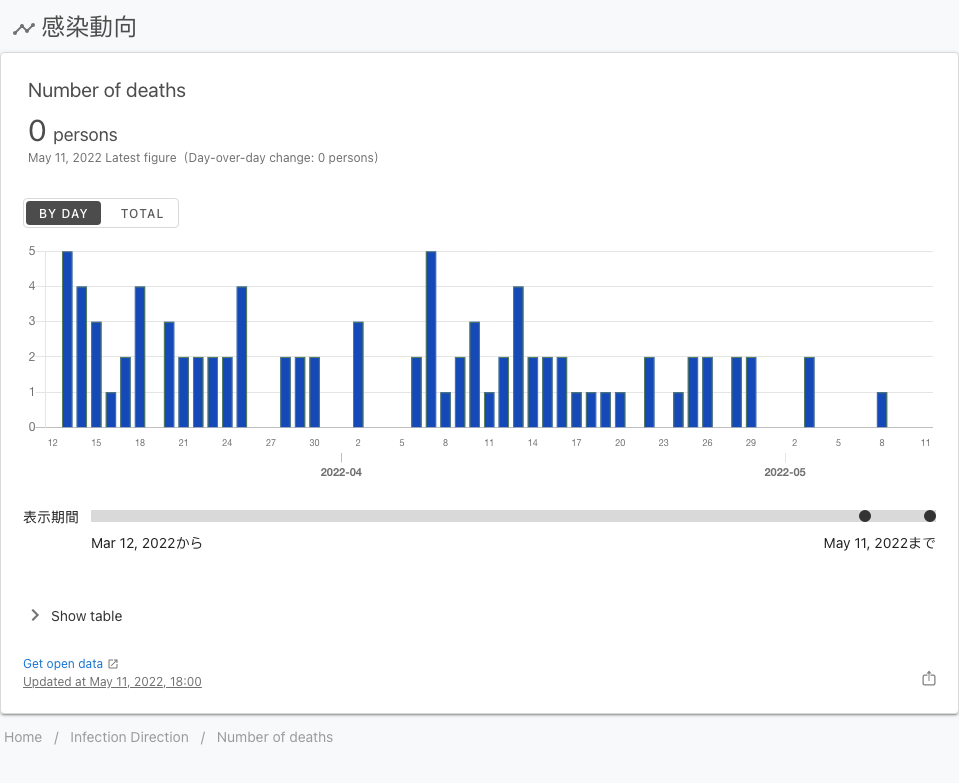 感染動向
Number of deaths
0 persons
May 11, 2022 Latest figure (Day-over-day change: 0 persons)
BY DAY TOTAL
5
4
3
2
1
0
12 15 18 21 24 27 30 2 5 8 11 14 17 20 23 26 29 2 5 8 11
2022-04 2022-05
表示期間
Mar 12, 2022から May 11, 2022まで
Show table
Get open data
Updated at May 11, 2022, 18:00
Home / Infection Direction / Number of deaths